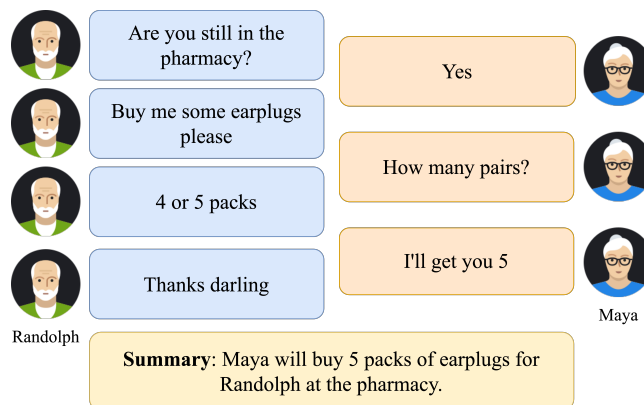 Are you still in the
pharmacy?
Yes
Buy me some earplugs
please
How many pairs?
4 or 5 packs
I'll get you 5
Thanks darling
Randolph
Maya
Summary: Maya will buy 5 packs of earplugs for
Randolph at the pharmacy.